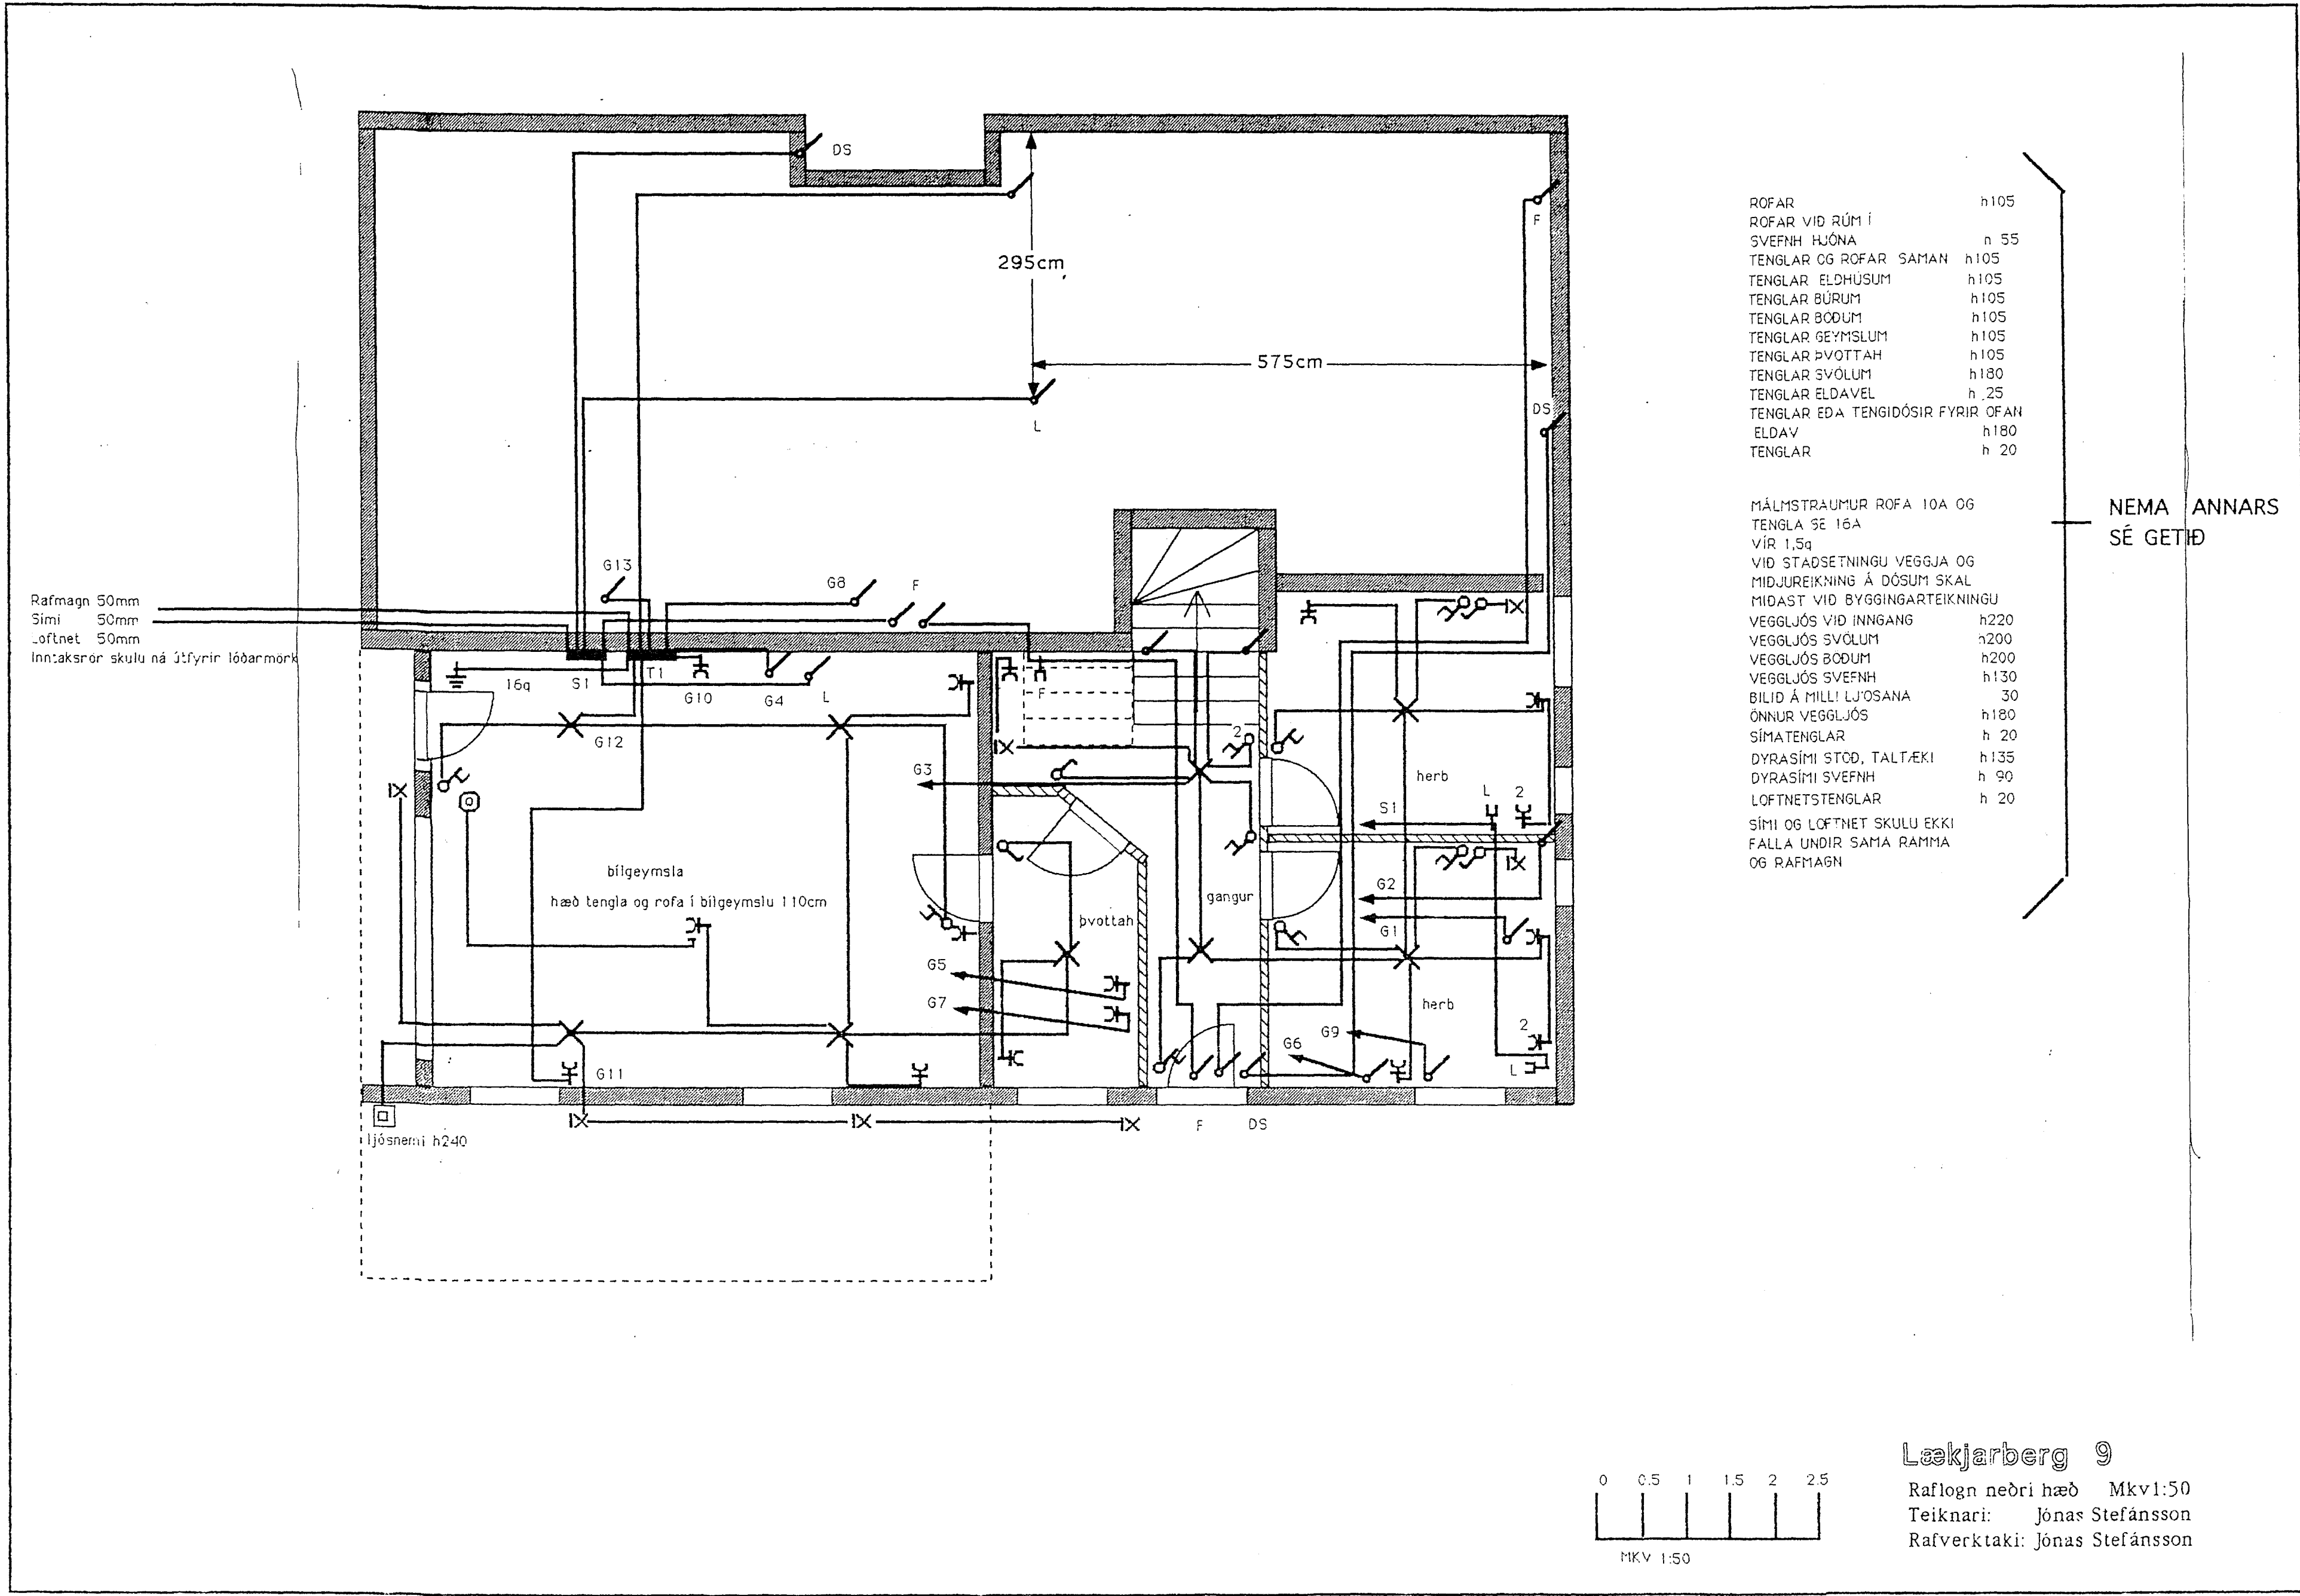 DS
F
295cm
575cm
DS
L
G13
G8
F
Rafmagn 50mm
Sími 50mm
Loftnet 50mm
Inntaksrör skulu ná útfyrir lóðarmörk
16q
S1
T1
G10
G4
L
F
G12
2
G3
herb
L
2
S1
bílgeymsla
hæð tengla og rofa í bílgeymslu 110cm
G2
gangur
þvottah
G1
G5
G7
herb
2
G9
G6
L
G11
ljósnemi h240
F
DS
ROFAR h105
ROFAR VIÐ RÚM Í
SVEFNH HJÓNA h 55
TENGLAR OG ROFAR SAMAN h105
TENGLAR ELDHÚSUM h105
TENGLAR BÚRUM h105
TENGLAR BÖÐUM h105
TENGLAR GEYMSLUM h105
TENGLAR ÞVOTTAH h105
TENGLAR SVÖLUM h180
TENGLAR ELDAVEL h 25
TENGLAR EÐA TENGIDÓSIR FYRIR OFAN
ELDAV h180
TENGLAR h 20
MÁLMSTRAUMUR ROFA 10A OG
TENGLA SÉ 16A
VÍR 1,5q
VIÐ STAÐSETNINGU VEGGJA OG
MIÐJUREIKNING Á DÓSUM SKAL
MIÐAST VIÐ BYGGINGARTEIKNINGU
VEGGLJÓS VIÐ INNGANG h220
VEGGLJÓS SVÖLUM h200
VEGGLJÓS BÖÐUM h200
VEGGLJÓS SVEFNH h130
BILIÐ Á MILLI LJÓSANA 30
ÖNNUR VEGGLJÓS h180
SÍMATENGLAR h 20
DYRASÍMI STÖÐ, TALTÆKI h135
DYRASÍMI SVEFNH h 90
LOFTNETSTENGLAR h 20
SÍMI OG LOFTNET SKULU EKKI
FALLA UNDIR SAMA RAMMA
OG RAFMAGN
NEMA ANNARS
SÉ GETIÐ
0 0.5 1 1.5 2 2.5
MKV 1:50
Lækjarberg 9
Raflogn neðri hæð Mkv1:50
Teiknari: Jónas Stefánsson
Rafverktaki: Jónas Stefánsson